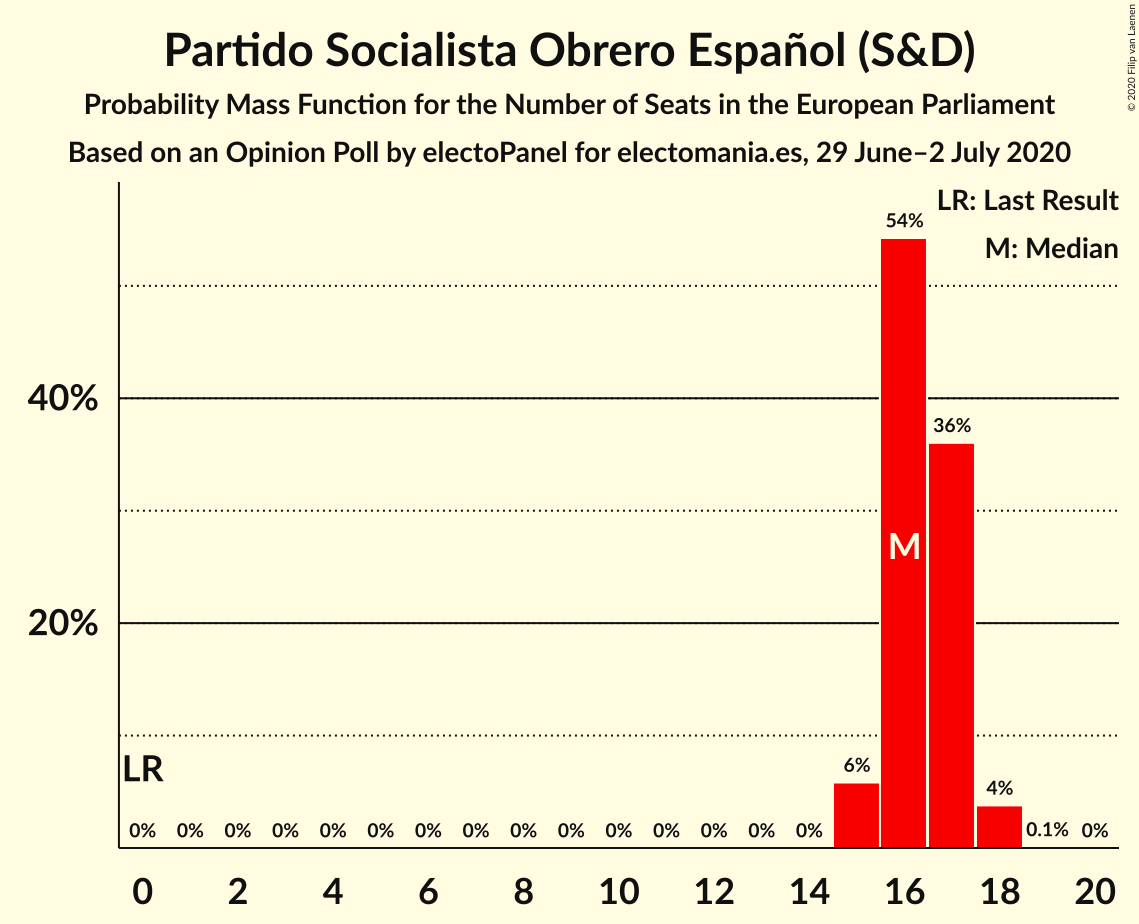 Partido Socialista Obrero Español (S&D)
Probability Mass Function for the Number of Seats in the European Parliament
Based on an Opinion Poll by electoPanel for electomania.es, 29 June–2 July 2020
© 2020 Filip van Laenen
LR: Last Result
M: Median
54%
40%
36%
M
20%
LR
6%
4%
0% 0% 0% 0% 0% 0% 0% 0% 0% 0% 0% 0% 0% 0% 0% 0.1% 0%
0 2 4 6 8 10 12 14 16 18 20